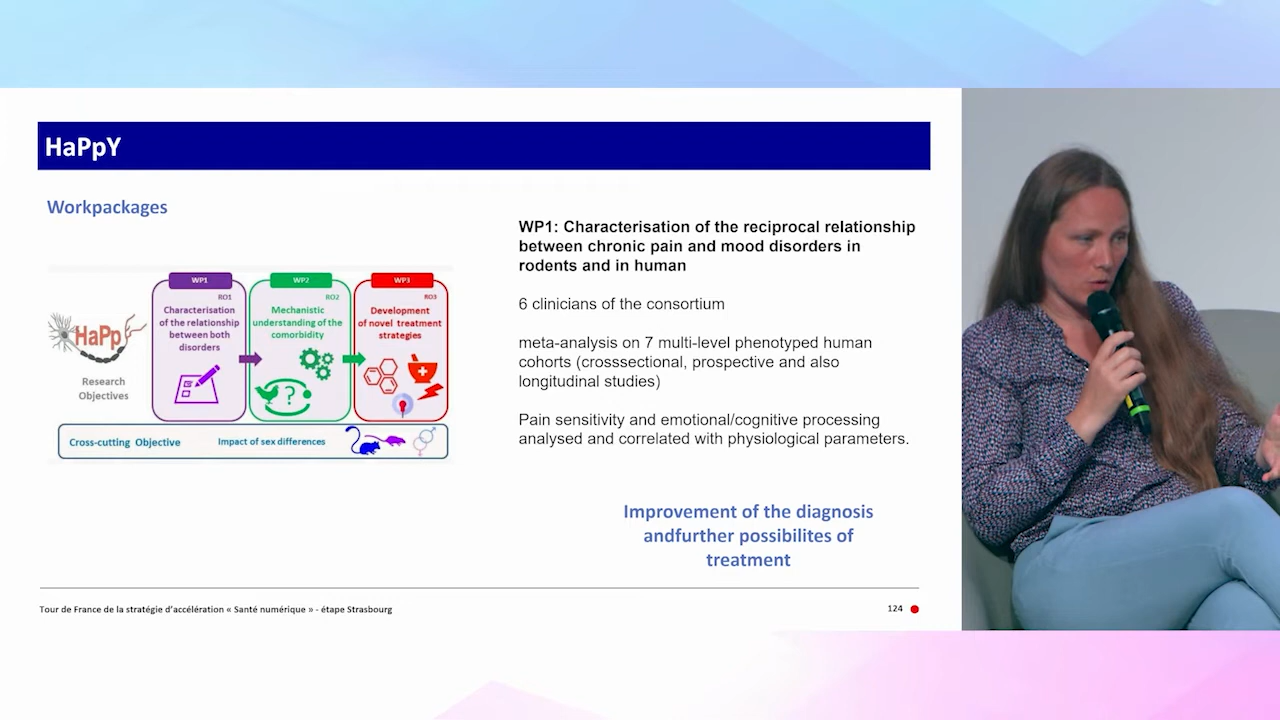 HaPpY
Workpackages
WP1
WP2
WP3
RO1
RO2
RO3
Characterisation
of the relationship
between both
disorders
Mechanistic
understanding of the
comorbidity
Development
of novel treatment
strategies
HaPp
Research
Objectives
?
Cross-cutting Objective
Impact of sex differences
WP1: Characterisation of the reciprocal relationship
between chronic pain and mood disorders in
rodents and in human
6 clinicians of the consortium
meta-analysis on 7 multi-level phenotyped human
cohorts (crosssectional, prospective and also
longitudinal studies)
Pain sensitivity and emotional/cognitive processing
analysed and correlated with physiological parameters.
Improvement of the diagnosis
andfurther possibilites of
treatment
Tour de France de la stratégie d'accélération « Santé numérique » - étape Strasbourg
124